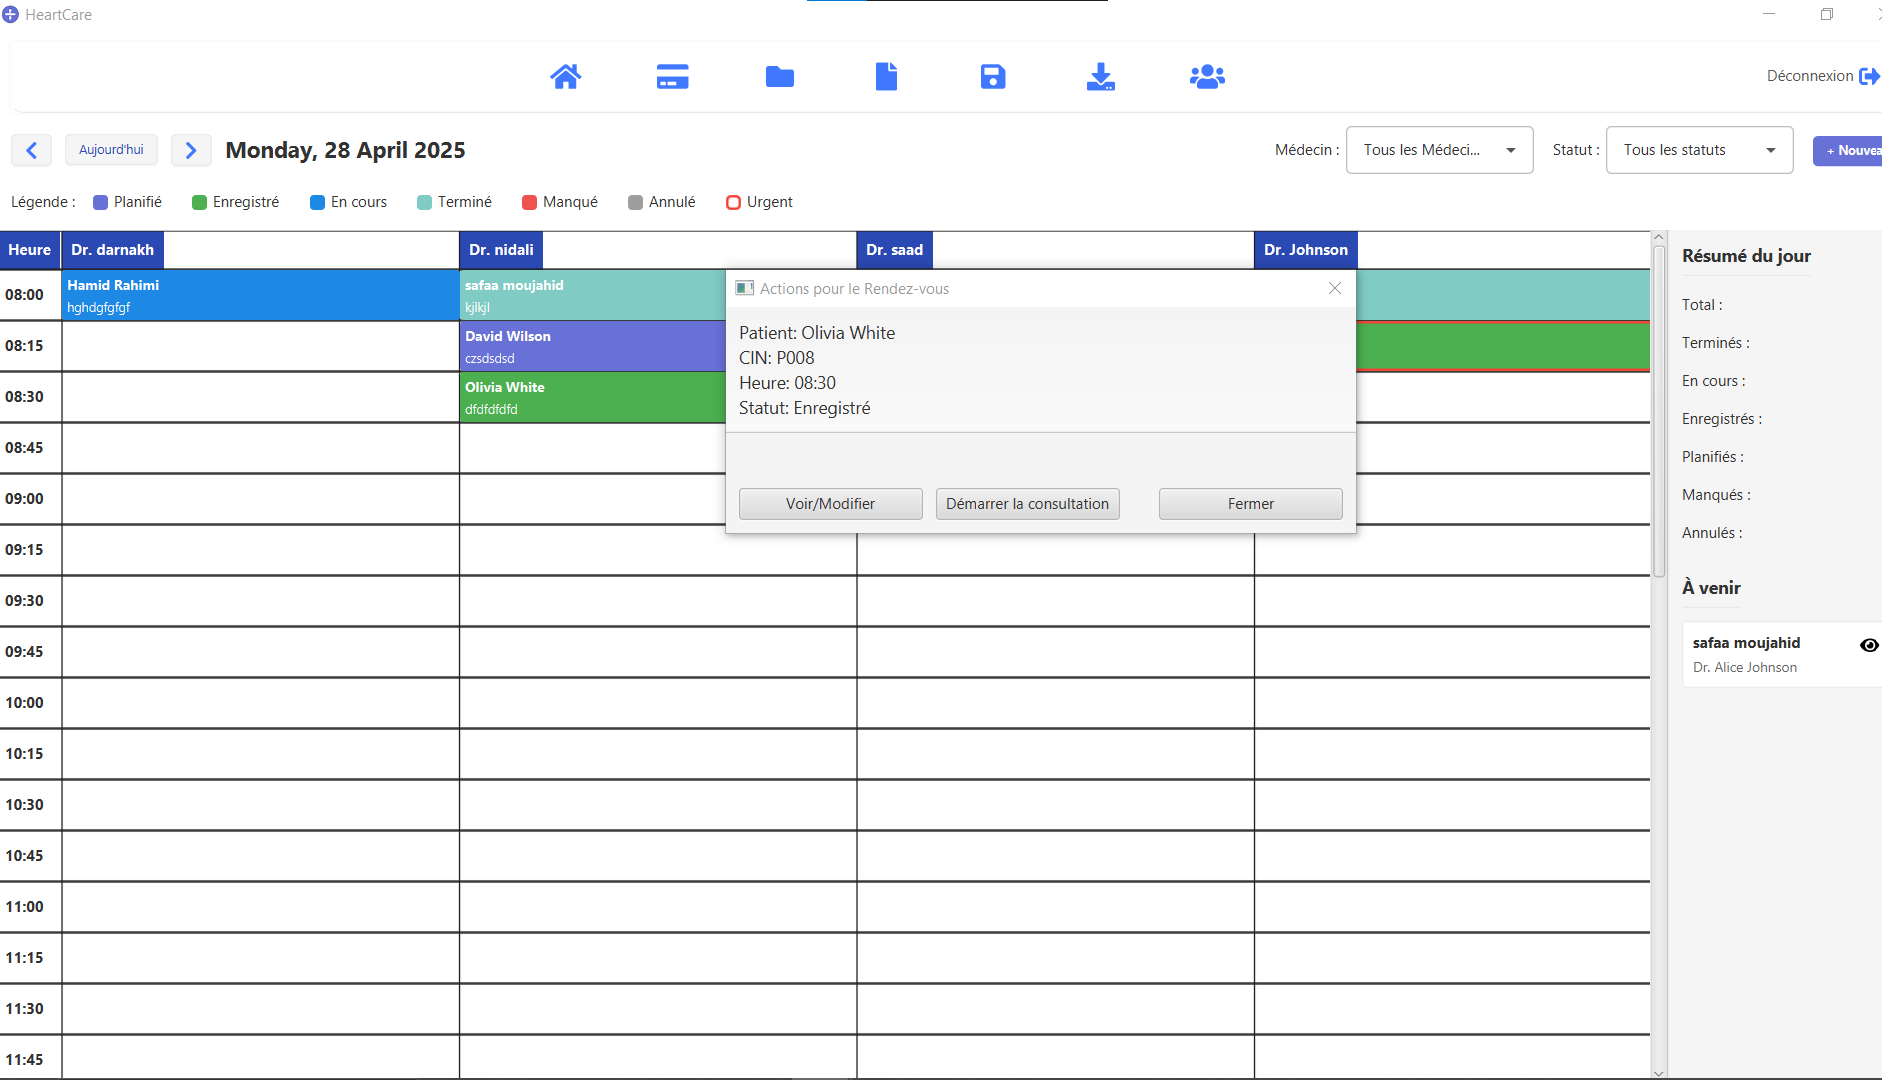 HeartCare
Déconnexion
Aujourd'hui
Monday, 28 April 2025
Médecin :
Tous les Médeci...
Statut :
Tous les statuts
+ Nouvea
Légende :
Planifié
Enregistré
En cours
Terminé
Manqué
Annulé
Urgent
Heure
Dr. darnakh
Dr. nidali
Dr. saad
Dr. Johnson
08:00
Hamid Rahimi
hghdgfgfgf
safaa moujahid
kjlkjl
08:15
David Wilson
czsdsdsd
08:30
Olivia White
dfdfdfdfd
08:45
09:00
09:15
09:30
09:45
10:00
10:15
10:30
10:45
11:00
11:15
11:30
11:45
Actions pour le Rendez-vous
Patient: Olivia White
CIN: P008
Heure: 08:30
Statut: Enregistré
Voir/Modifier
Démarrer la consultation
Fermer
Résumé du jour
Total :
Terminés :
En cours :
Enregistrés :
Planifiés :
Manqués :
Annulés :
À venir
safaa moujahid
Dr. Alice Johnson